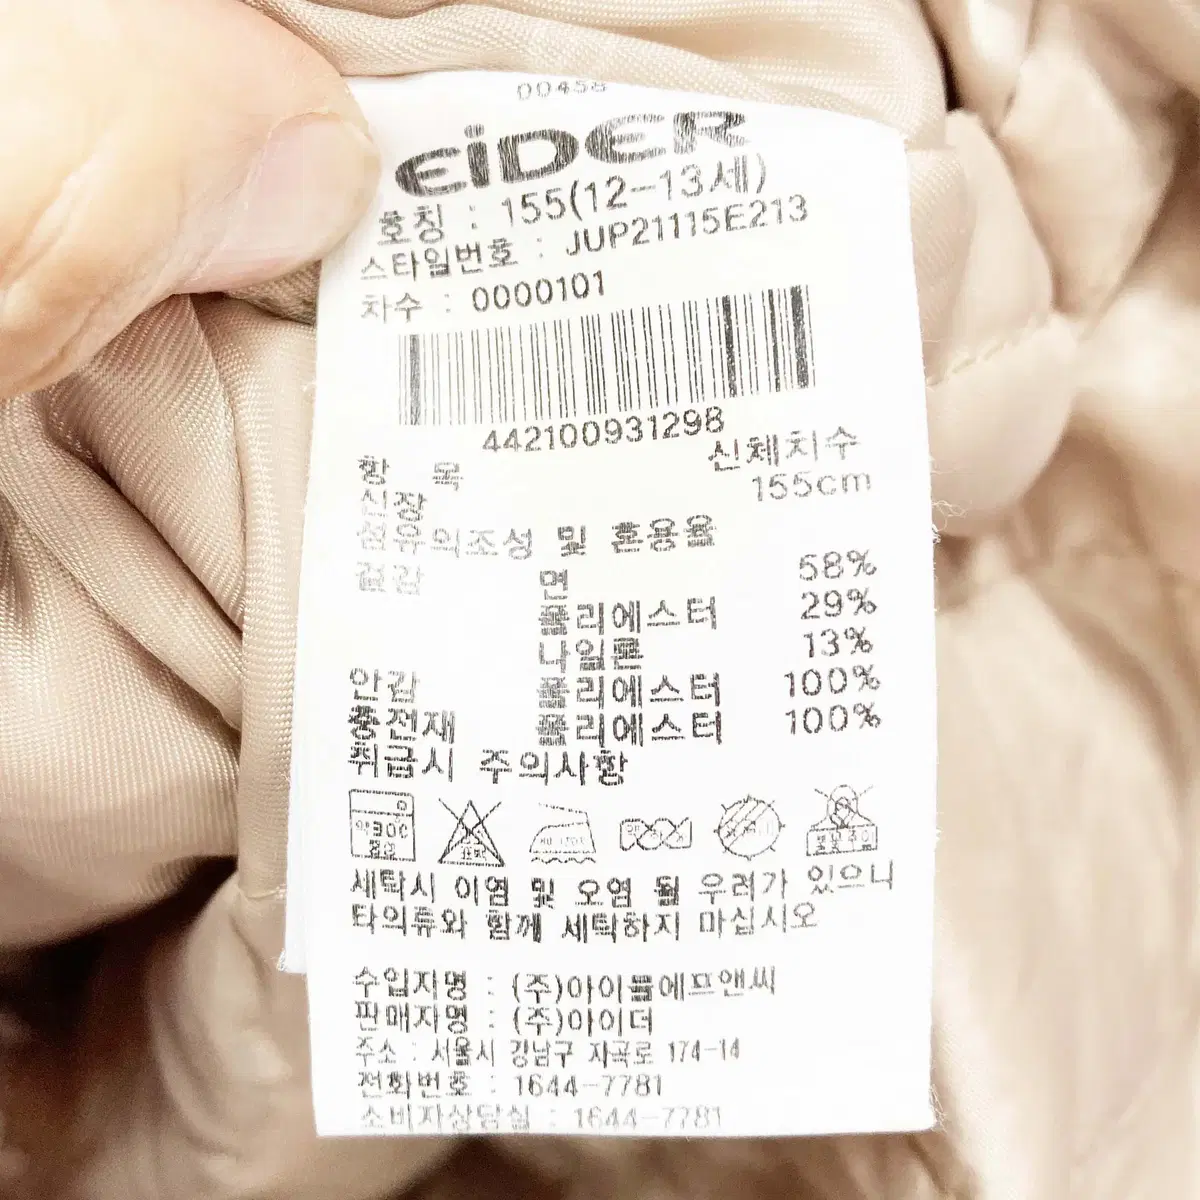 00458
EiDER
호칭 : 155(12-13세)
스타일번호 : JUP21115E213
차수 : 0000101
442100931298
항 목 신체치수
신장 155cm
섬유의조성 및 혼용율
겉감 면 58%
폴리에스터 29%
나일론 13%
안감 폴리에스터 100%
충전재 폴리에스터 100%
취급시 주의사항
약30℃
세탁시 이염 및 오염 될 우려가 있으니
타의류와 함께 세탁하지 마십시오
수입자명 : (주)아이믈에프앤씨
판매자명 : (주)아이더
주소 : 서울시 강남구 자곡로 174-14
전화번호 : 1644-7781
소비자상담실 : 1644-7781